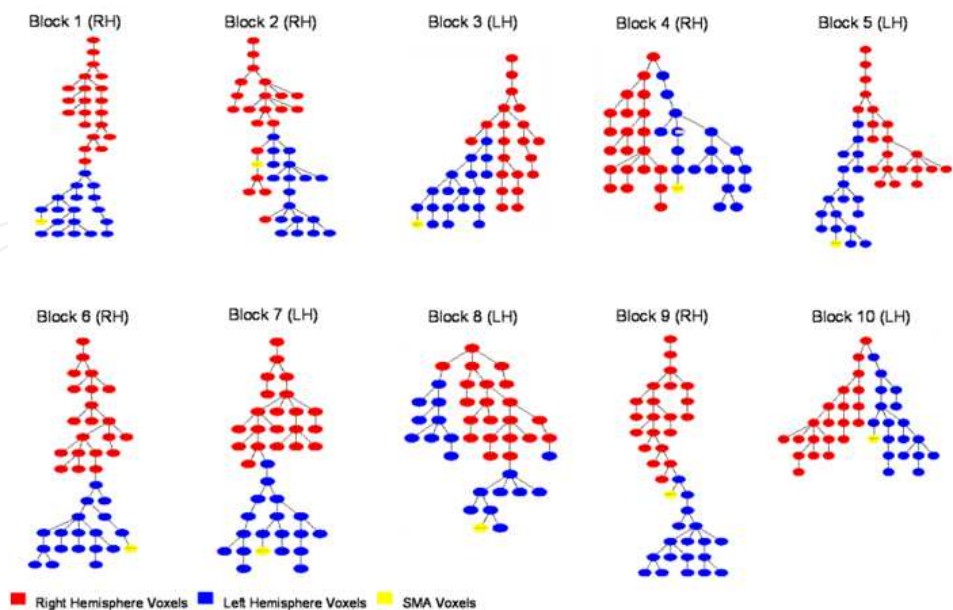 Block 1 (RH)
Block 2 (RH)
Block 3 (LH)
Block 4 (RH)
Block 5 (LH)
Block 6 (RH)
Block 7 (LH)
Block 8 (LH)
Block 9 (RH)
Block 10 (LH)
Right Hemisphere Voxels Left Hemisphere Voxels SMA Voxels